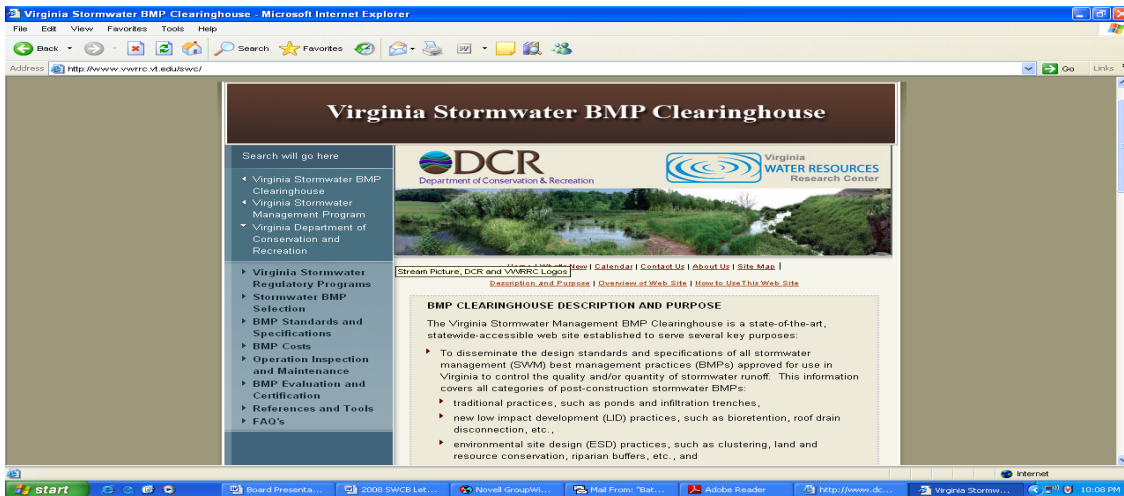 Virginia Stormwater BMP Clearinghouse - Microsoft Internet Explorer
File Edit View Favorites Tools Help
Back Search Favorites
Address http://www.vwrrc.vt.edu/swc/ Go Links
Virginia Stormwater BMP Clearinghouse
Search will go here
Virginia Stormwater BMP
Clearinghouse
Virginia Stormwater
Management Program
Virginia Department of
Conservation and
Recreation
Virginia Stormwater
Regulatory Programs
Stormwater BMP
Selection
BMP Standards and
Specifications
BMP Costs
Operation Inspection
and Maintenance
BMP Evaluation and
Certification
References and Tools
FAQ's
DCR
Department of Conservation & Recreation
Virginia
WATER RESOURCES
Research Center
New | Calendar | Contact Us | About Us | Site Map |
Stream Picture, DCR and VWRRC Logos
Description and Purpose | Overview of Web Site | How to Use This Web Site
BMP CLEARINGHOUSE DESCRIPTION AND PURPOSE
The Virginia Stormwater Management BMP Clearinghouse is a state-of-the-art,
statewide-accessible web site established to serve several key purposes:
To disseminate the design standards and specifications of all stormwater
management (SWM) best management practices (BMPs) approved for use in
Virginia to control the quality and/or quantity of stormwater runoff. This information
covers all categories of post-construction stormwater BMPs:
traditional practices, such as ponds and infiltration trenches,
new low impact development (LID) practices, such as bioretention, roof drain
disconnection, etc.,
environmental site design (ESD) practices, such as clustering, land and
resource conservation, riparian buffers, etc., and
Internet
start Board Presenta... 2008 SWCB Let... Novell GroupWi... Mail From: "Bat... Adobe Reader http://www.dc... Virginia Stormw... 10:08 PM